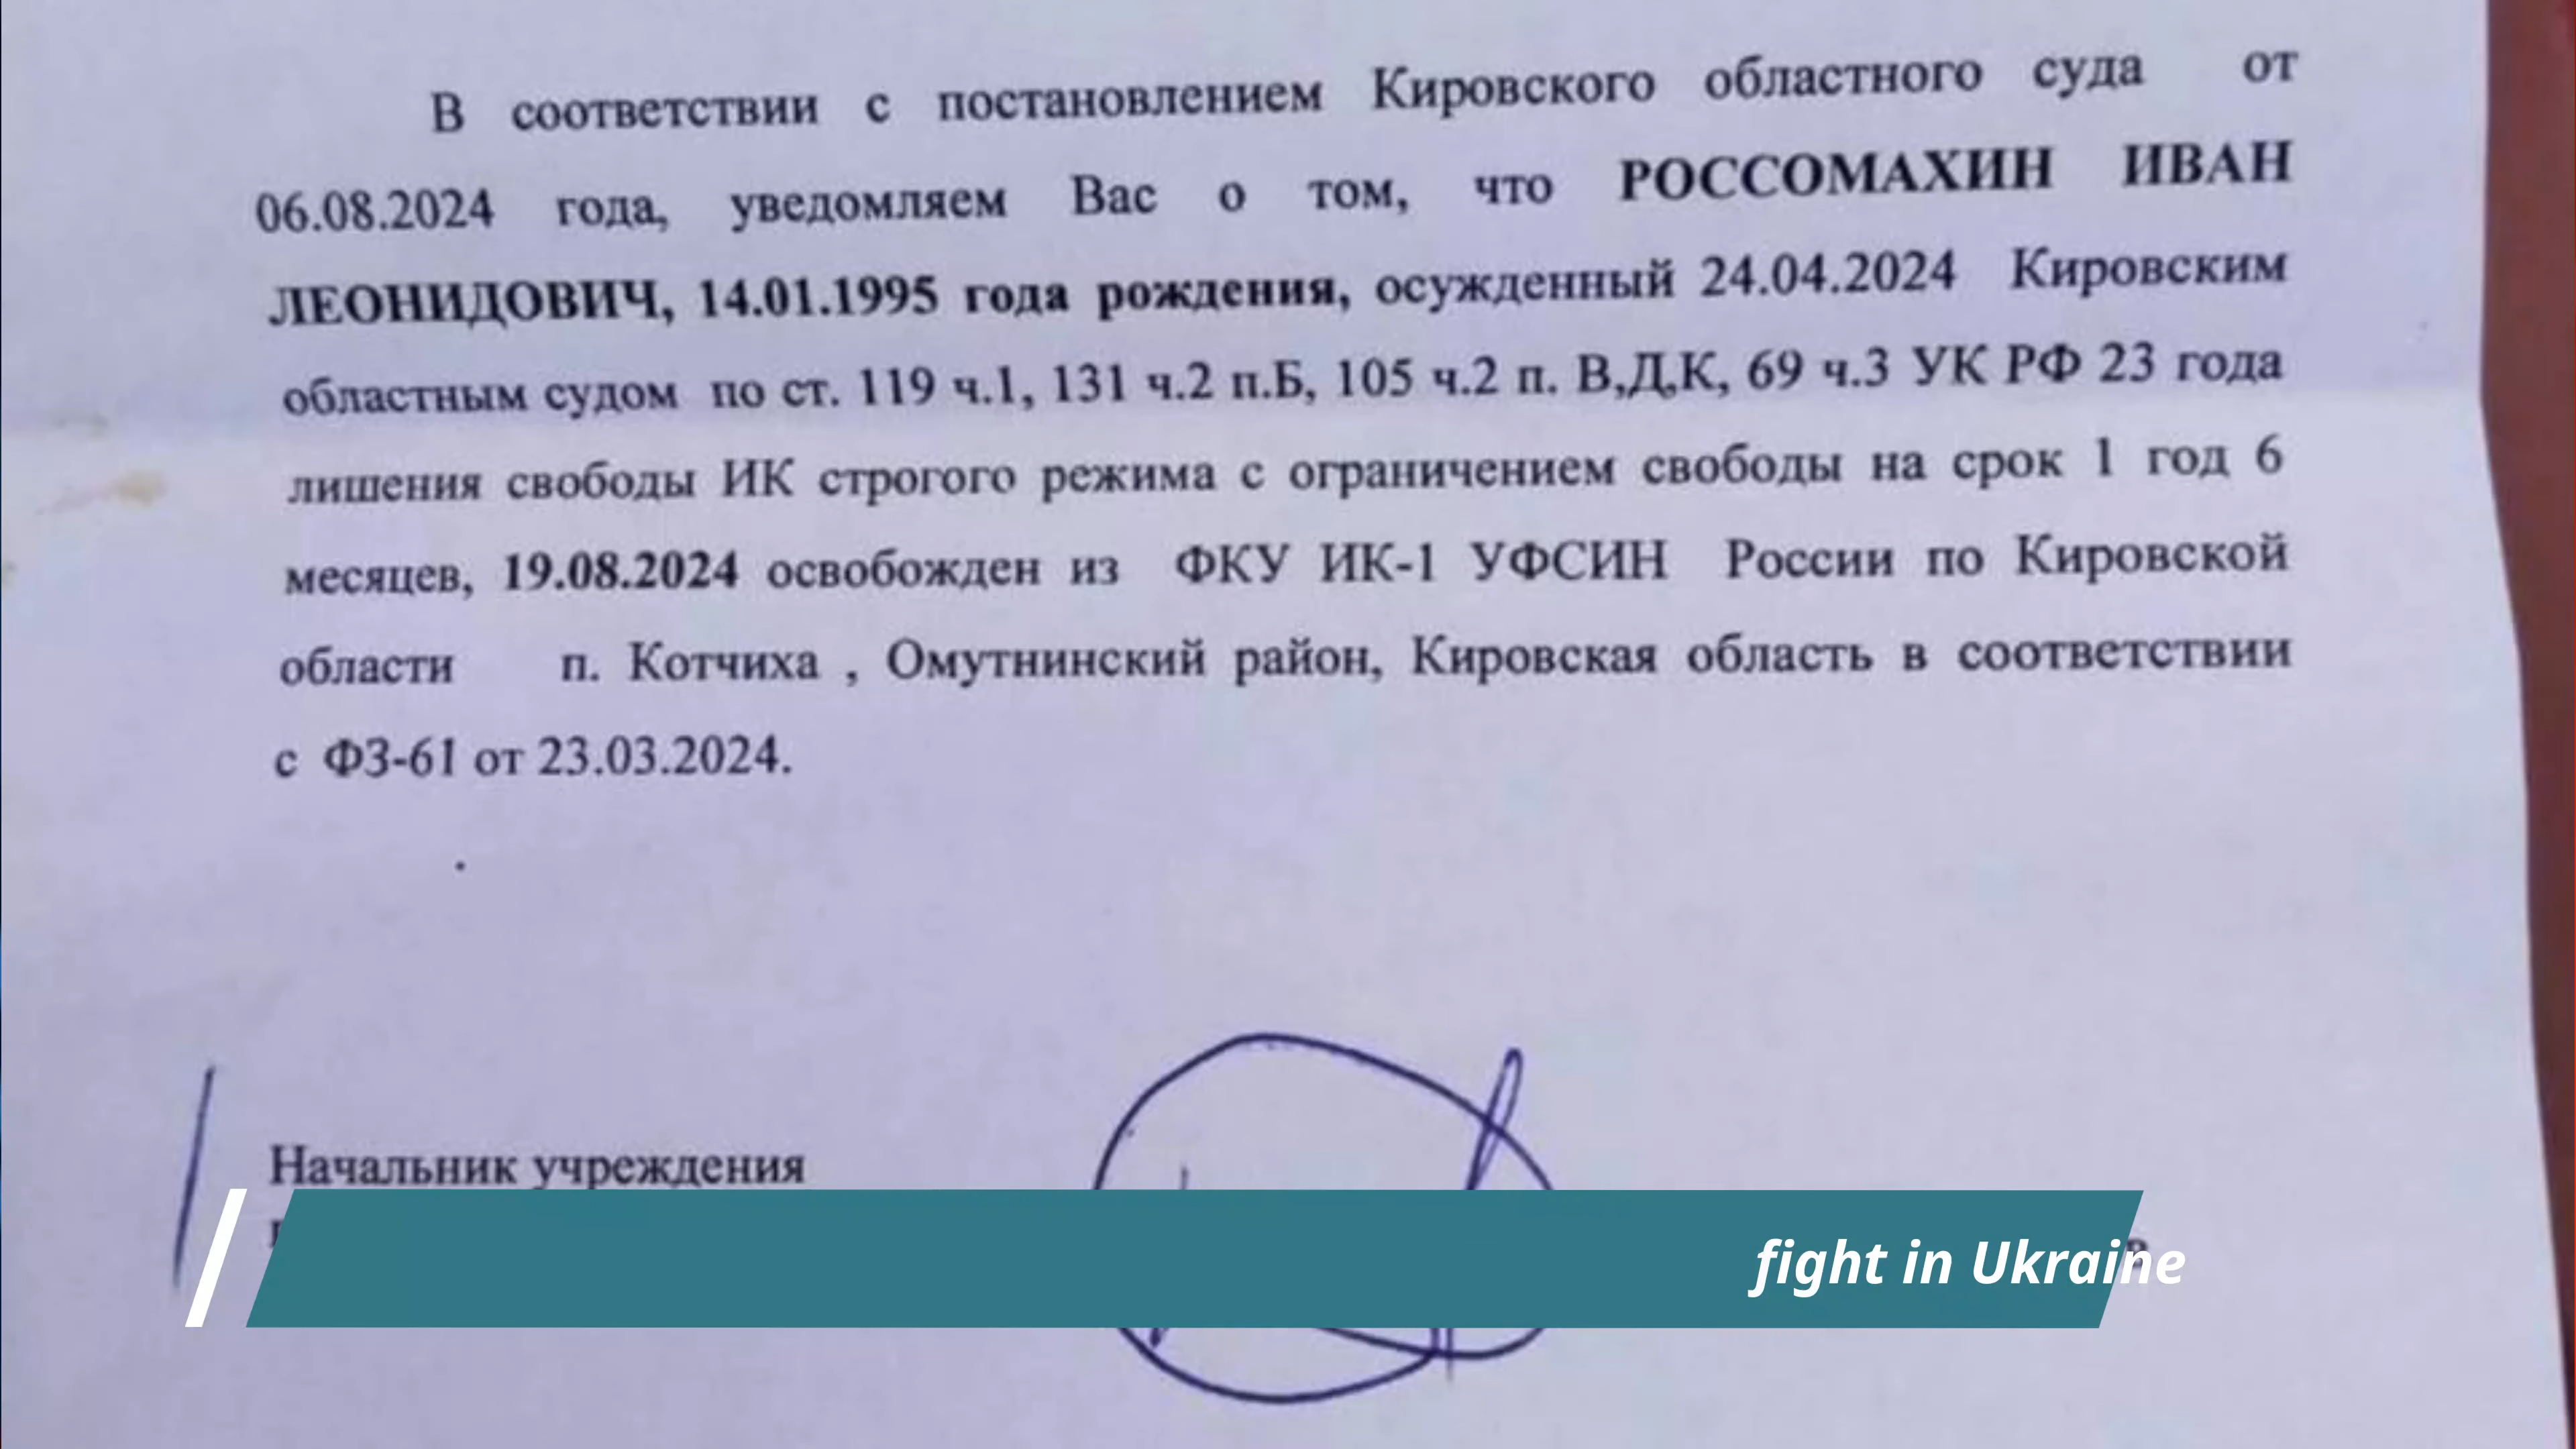 В соответствии с постановлением Кировского областного суда от
06.08.2024 года, уведомляем Вас о том, что РОССОМАХИН ИВАН
ЛЕОНИДОВИЧ, 14.01.1995 года рождения, осужденный 24.04.2024 Кировским
областным судом по ст. 119 ч.1, 131 ч.2 п.Б, 105 ч.2 п. В,Д,К, 69 ч.3 УК РФ 23 года
лишения свободы ИК строгого режима с ограничением свободы на срок 1 год 6
месяцев, 19.08.2024 освобожден из ФКУ ИК-1 УФСИН России по Кировской
области п. Котчиха , Омутнинский район, Кировская область в соответствии
с ФЗ-61 от 23.03.2024.
Начальник учреждения
fight in Ukraine